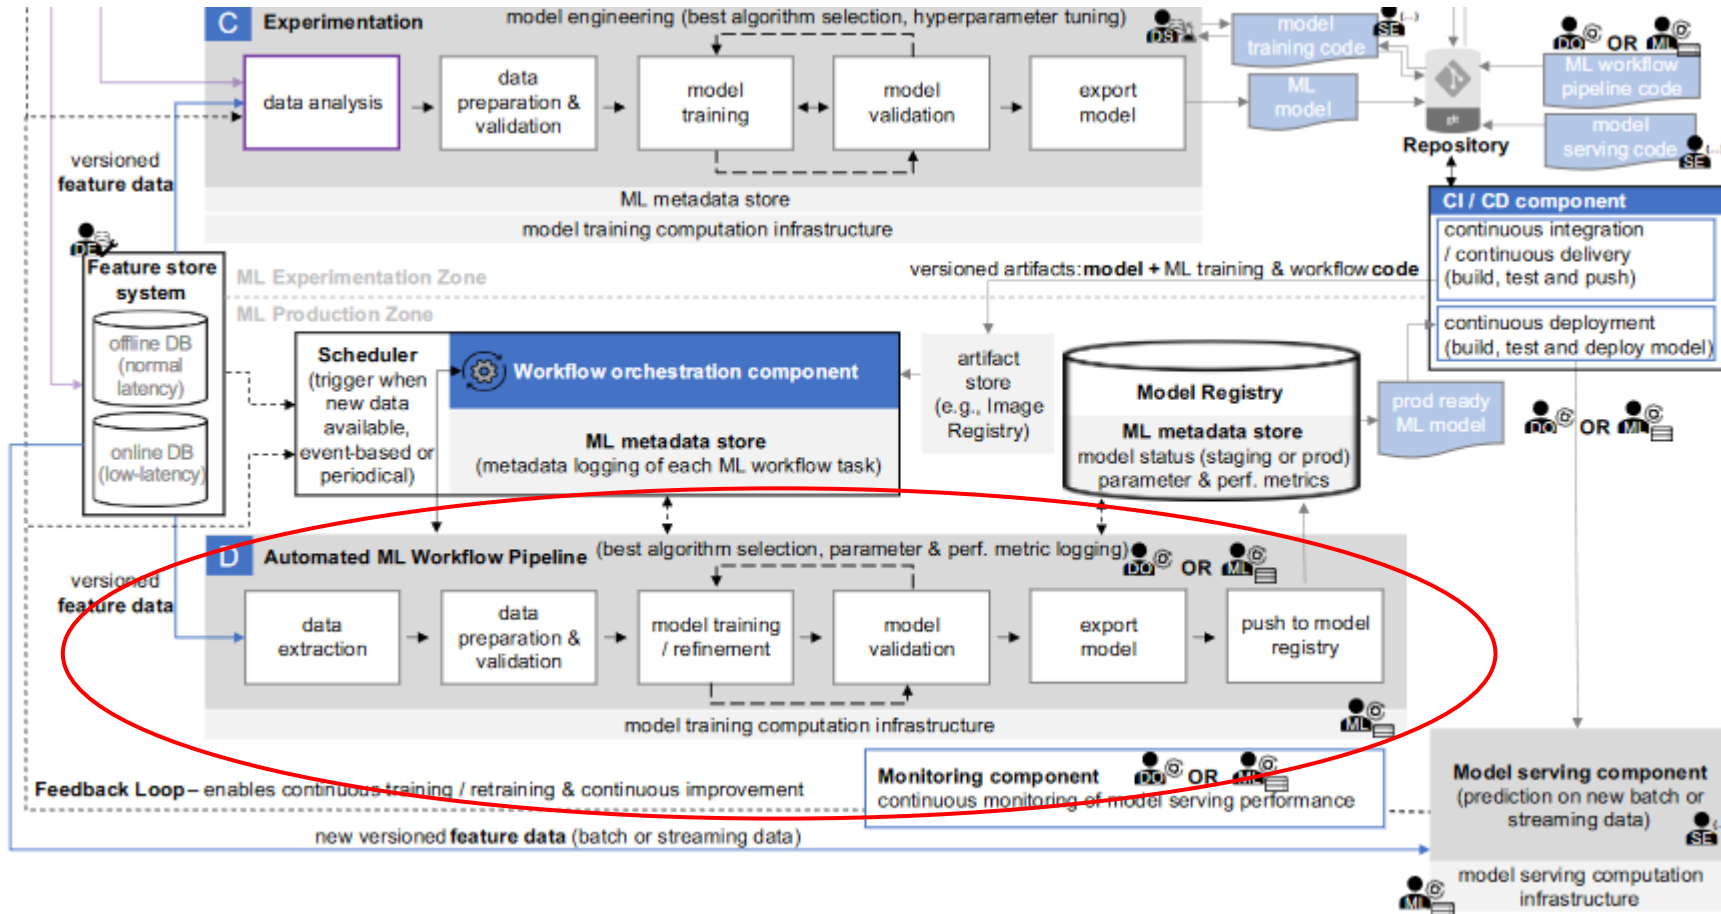 C Experimentation
model engineering (best algorithm selection, hyperparameter tuning)
DST
data analysis
data
preparation &
validation
model
training
model
validation
export
model
ML metadata store
model training computation infrastructure
model
training code
SE
ML
model
DO OR ML
ML workflow
pipeline code
model
serving code
SE
Repository
versioned
feature data
DE
Feature store
system
offline DB
(normal
latency)
online DB
(low-latency)
ML Experimentation Zone
ML Production Zone
versioned artifacts: model + ML training & workflow code
CI / CD component
continuous integration
/ continuous delivery
(build, test and push)
continuous deployment
(build, test and deploy model)
Scheduler
(trigger when
new data
available,
event-based or
periodical)
Workflow orchestration component
ML metadata store
(metadata logging of each ML workflow task)
artifact
store
(e.g., Image
Registry)
Model Registry
ML metadata store
model status (staging or prod)
parameter & perf. metrics
prod ready
ML model
DO OR ML
D Automated ML Workflow Pipeline
(best algorithm selection, parameter & perf. metric logging)
DO OR ML
versioned
feature data
data
extraction
data
preparation &
validation
model training
/ refinement
model
validation
export
model
push to model
registry
model training computation infrastructure
ML
Feedback Loop – enables continuous training / retraining & continuous improvement
Monitoring component
DO OR ML
continuous monitoring of model serving performance
new versioned feature data (batch or streaming data)
Model serving component
(prediction on new batch or
streaming data)
SE
model serving computation
infrastructure
ML